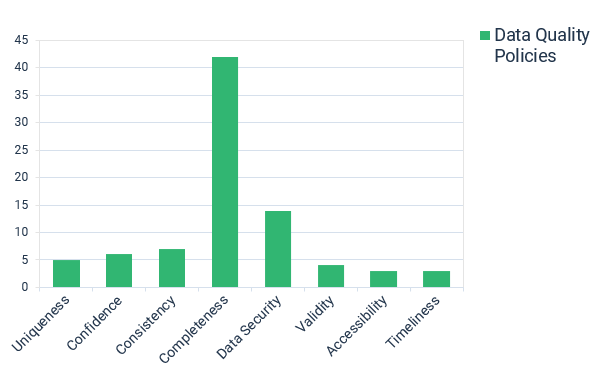 Data Quality
Policies
45
40
35
30
25
20
15
10
5
0
Uniqueness
Confidence
Consistency
Completeness
Data Security
Validity
Accessibility
Timeliness